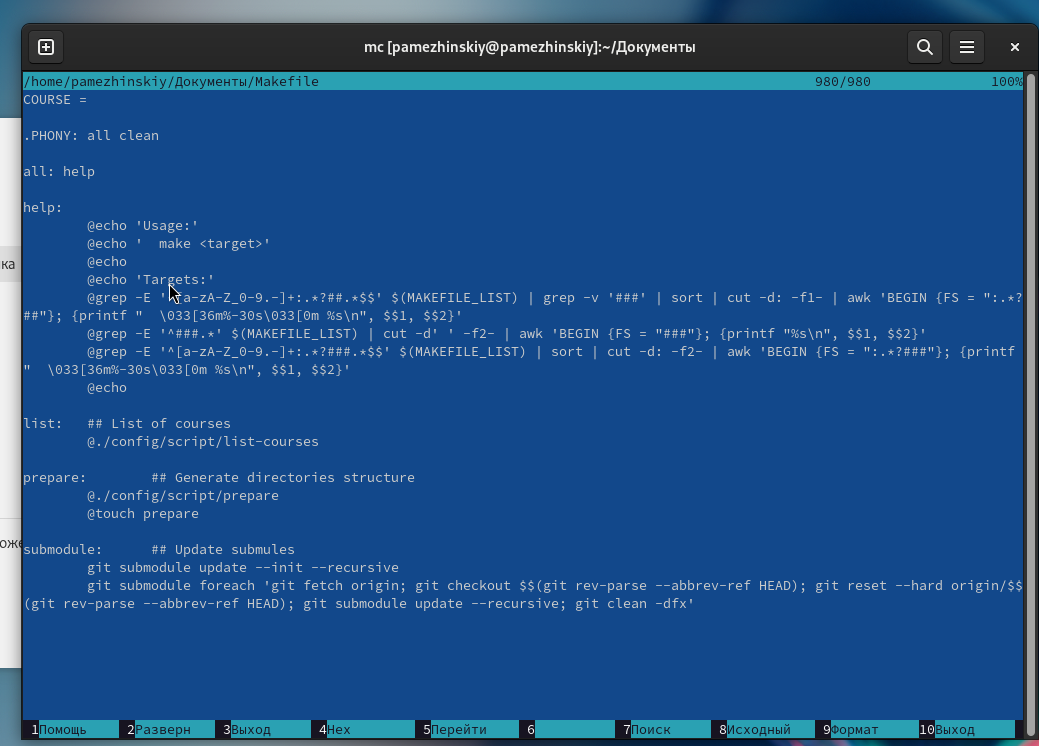 mc [pamezhinskiy@pamezhinskiy]:~/Документы
/home/pamezhinskiy/Документы/Makefile 980/980 100%
COURSE =
.PHONY: all clean
all: help
help:
@echo 'Usage:'
@echo '  make <target>'
@echo
@echo 'Targets:'
@grep -E '^[a-zA-Z_0-9.-]+:.*?##.*$$' $(MAKEFILE_LIST) | grep -v '###' | sort | cut -d: -f1- | awk 'BEGIN {FS = ":.*?
##"}; {printf "  \033[36m%-30s\033[0m %s\n", $$1, $$2}'
@grep -E '^###.*' $(MAKEFILE_LIST) | cut -d' ' -f2- | awk 'BEGIN {FS = "###"}; {printf "%s\n", $$1, $$2}'
@grep -E '^[a-zA-Z_0-9.-]+:.*?###.*$$' $(MAKEFILE_LIST) | sort | cut -d: -f2- | awk 'BEGIN {FS = ":.*?###"}; {printf
"  \033[36m%-30s\033[0m %s\n", $$1, $$2}'
@echo
ка
list:   ## List of courses
@./config/script/list-courses
prepare:        ## Generate directories structure
@./config/script/prepare
@touch prepare
оже
submodule:      ## Update submules
git submodule update --init --recursive
git submodule foreach 'git fetch origin; git checkout $$(git rev-parse --abbrev-ref HEAD); git reset --hard origin/$$
(git rev-parse --abbrev-ref HEAD); git submodule update --recursive; git clean -dfx'
1Помощь 2Разверн 3Выход 4Hex 5Перейти 6 7Поиск 8Исходный 9Формат 10Выход